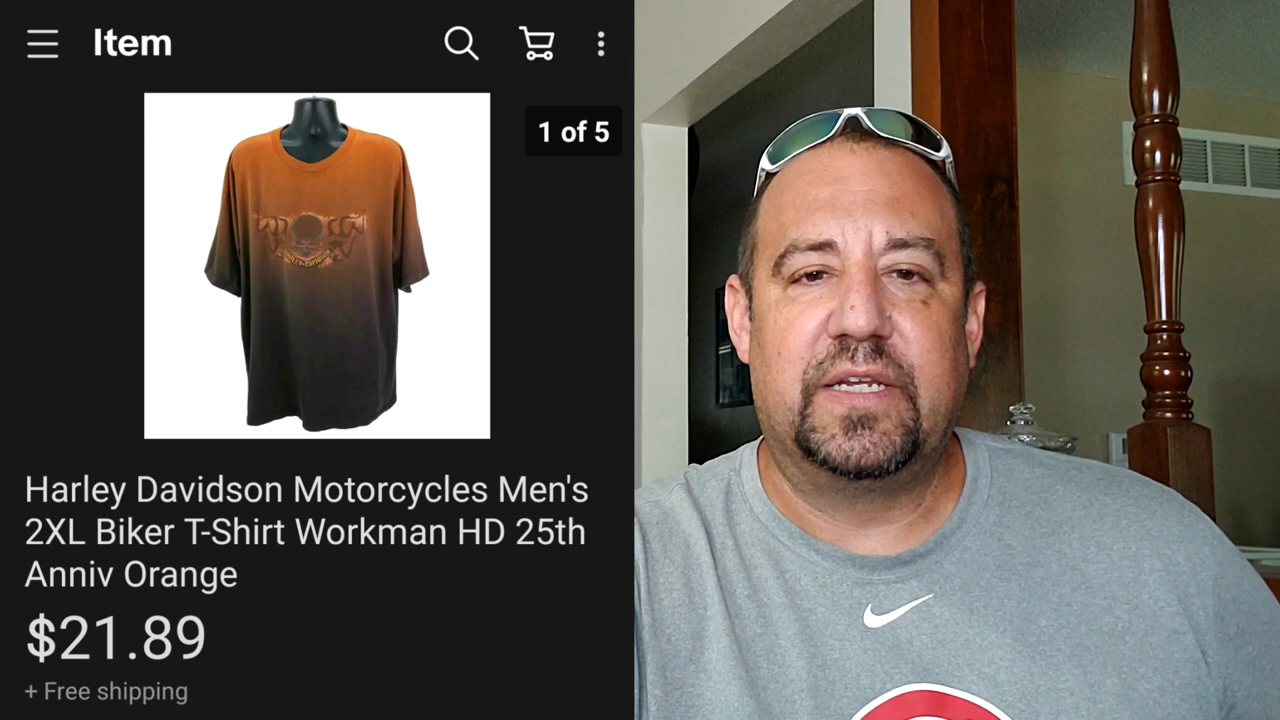 Item
1 of 5
Harley Davidson Motorcycles Men's
2XL Biker T-Shirt Workman HD 25th
Anniv Orange
$21.89
+ Free shipping